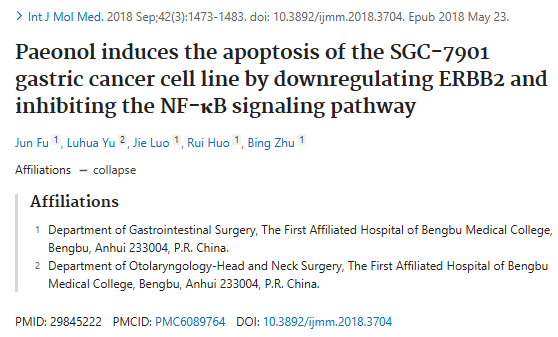 > Int J Mol Med. 2018 Sep;42(3):1473-1483. doi: 10.3892/ijmm.2018.3704. Epub 2018 May 23.
Paeonol induces the apoptosis of the SGC-7901
gastric cancer cell line by downregulating ERBB2 and
inhibiting the NF-κB signaling pathway
Jun Fu 1, Luhua Yu 2, Jie Luo 1, Rui Huo 1, Bing Zhu 1
Affiliations — collapse
Affiliations
1 Department of Gastrointestinal Surgery, The First Affiliated Hospital of Bengbu Medical College,
Bengbu, Anhui 233004, P.R. China.
2 Department of Otolaryngology-Head and Neck Surgery, The First Affiliated Hospital of Bengbu
Medical College, Bengbu, Anhui 233004, P.R. China.
PMID: 29845222 PMCID: PMC6089764 DOI: 10.3892/ijmm.2018.3704